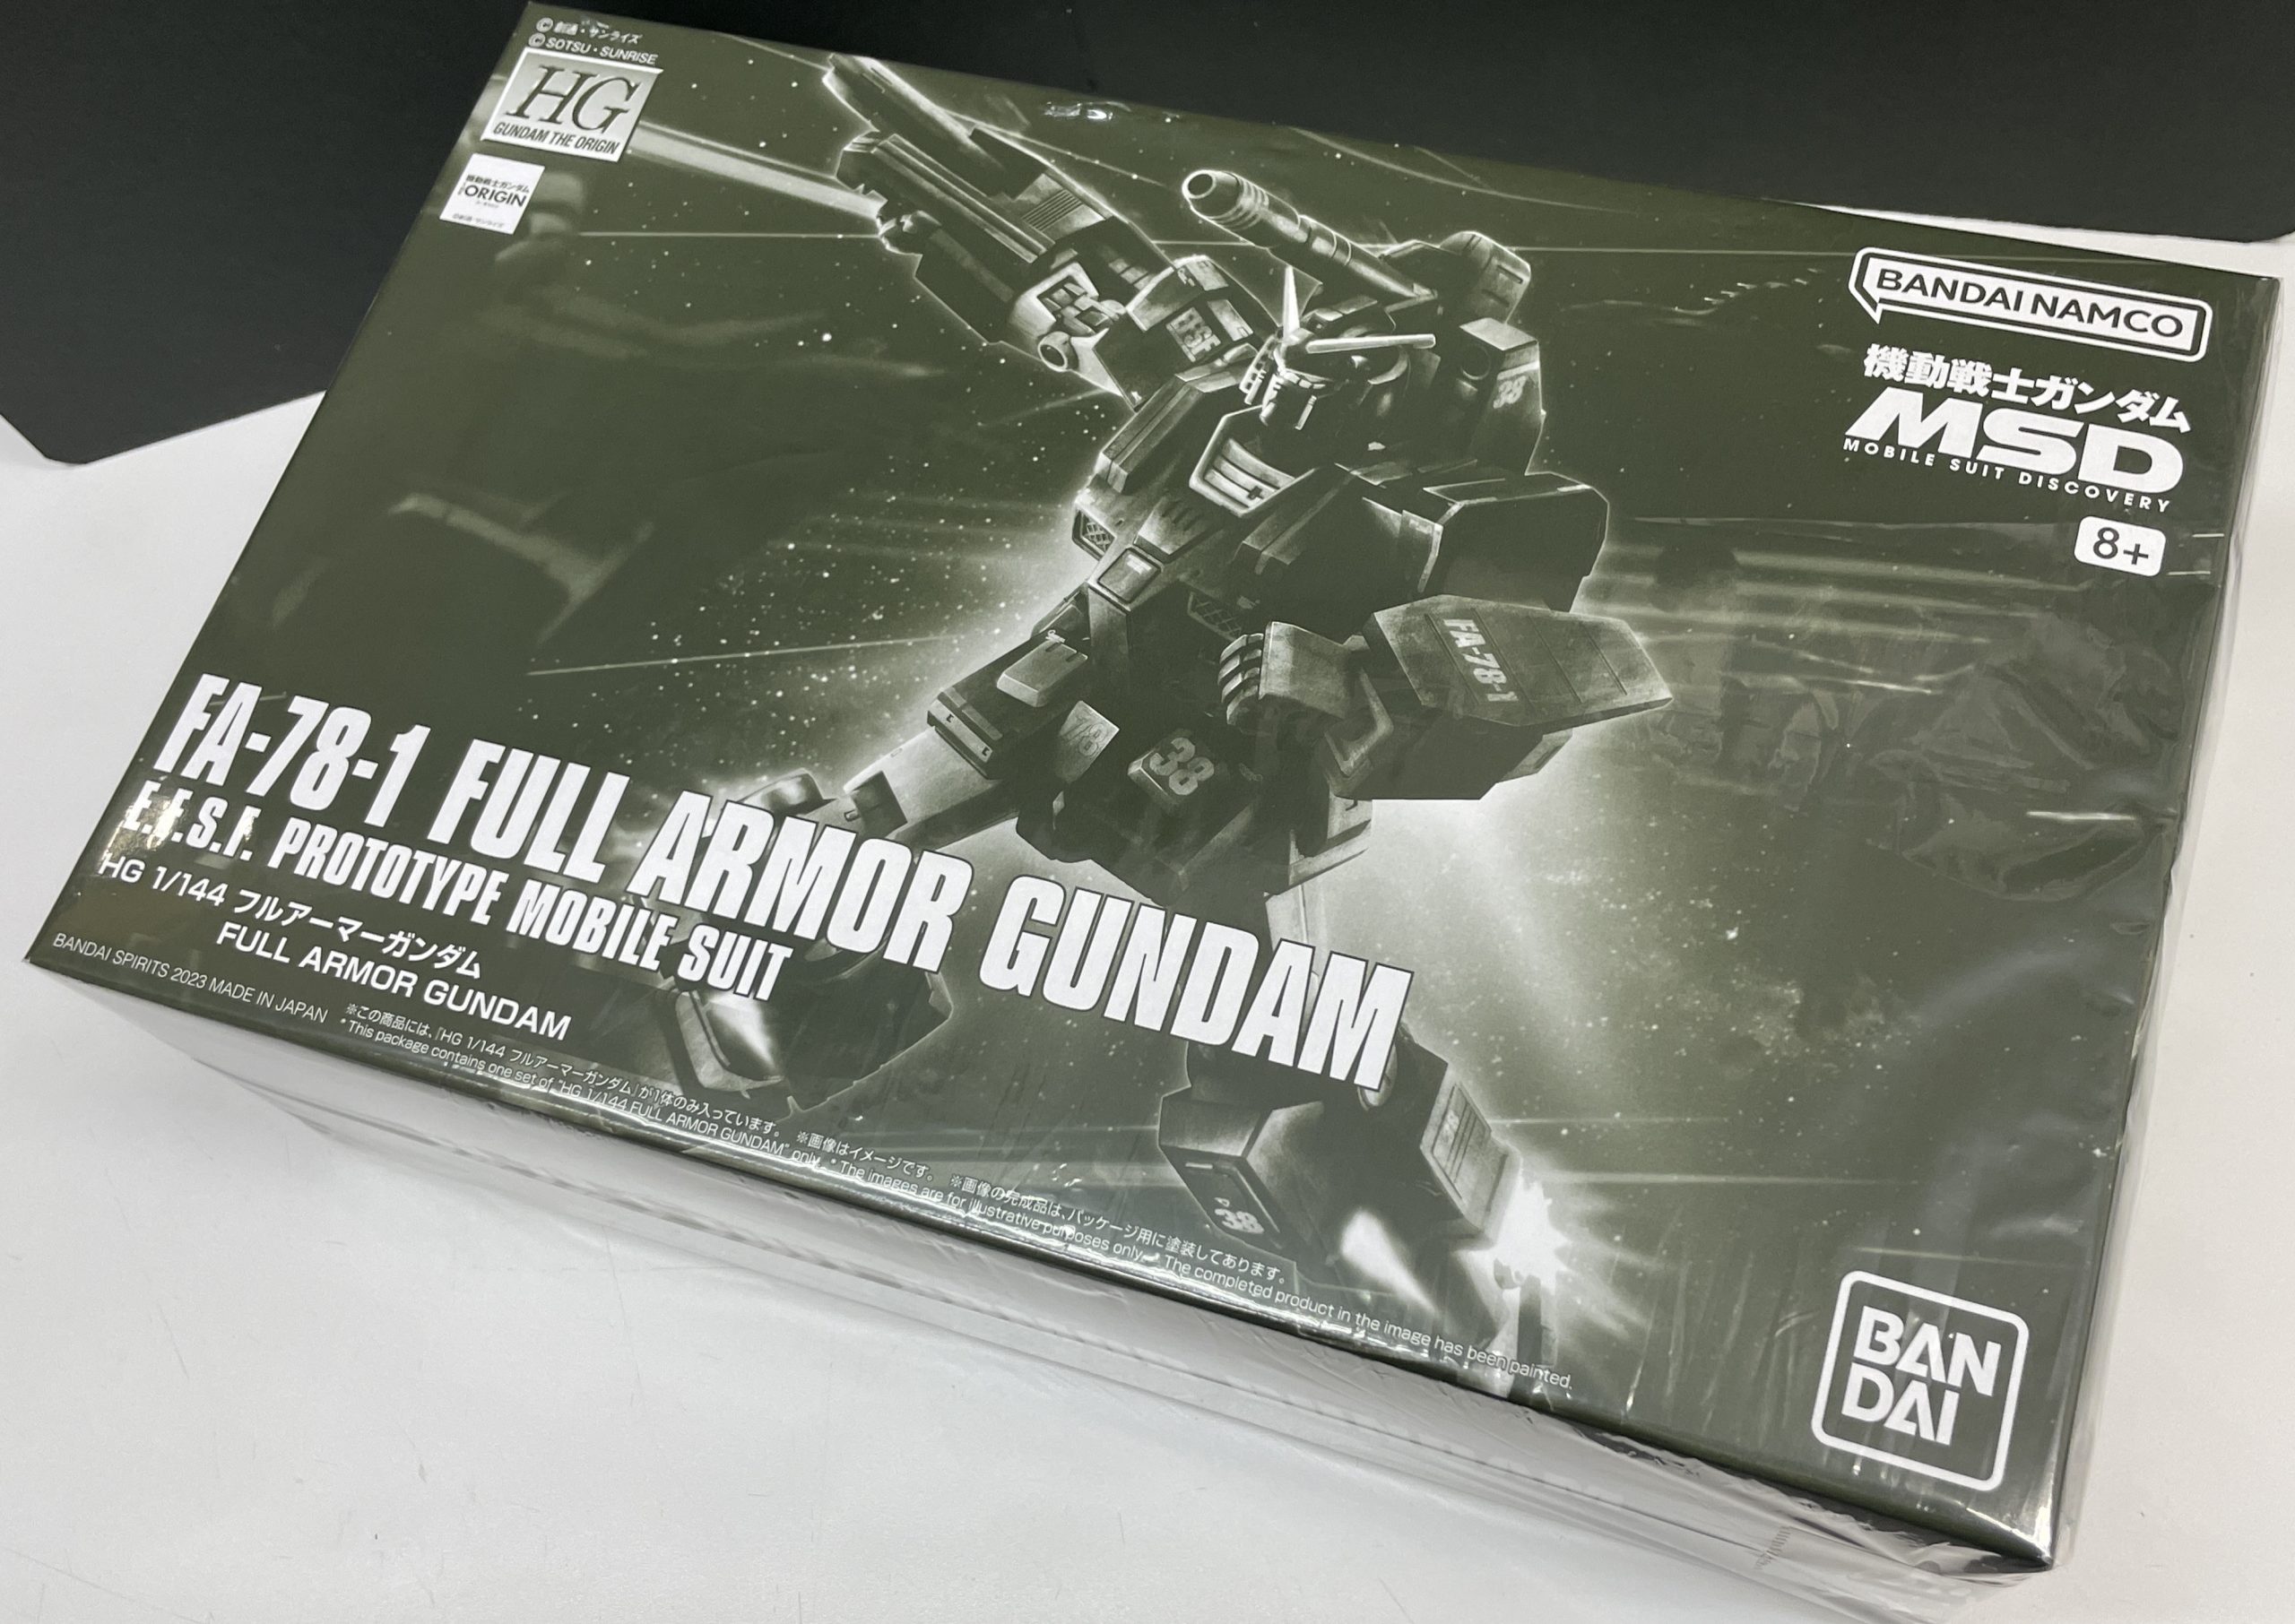 ©創通・サンライズ
©SOTSU・SUNRISE
HG
GUNDAM THE ORIGIN
機動戦士ガンダム
ORIGIN
BANDAI NAMCO
機動戦士ガンダム
MSD
MOBILE SUIT DISCOVERY
8+
EFSF
38
FA-78-1
78
38
38
FA-78-1 FULL ARMOR GUNDAM
E.F.S.F. PROTOTYPE MOBILE SUIT
HG 1/144 フルアーマーガンダム
FULL ARMOR GUNDAM
BANDAI SPIRITS 2023 MADE IN JAPAN
※この商品には、「HG 1/144 フルアーマーガンダム」が1体のみ入っています。 ※画像はイメージです。 ※画像の完成品は、パッケージ用に塗装してあります。
*This package contains one set of "HG 1/144 FULL ARMOR GUNDAM" only. *The images are for illustrative purposes only. *The completed product in the image has been painted.
BAN
DAI